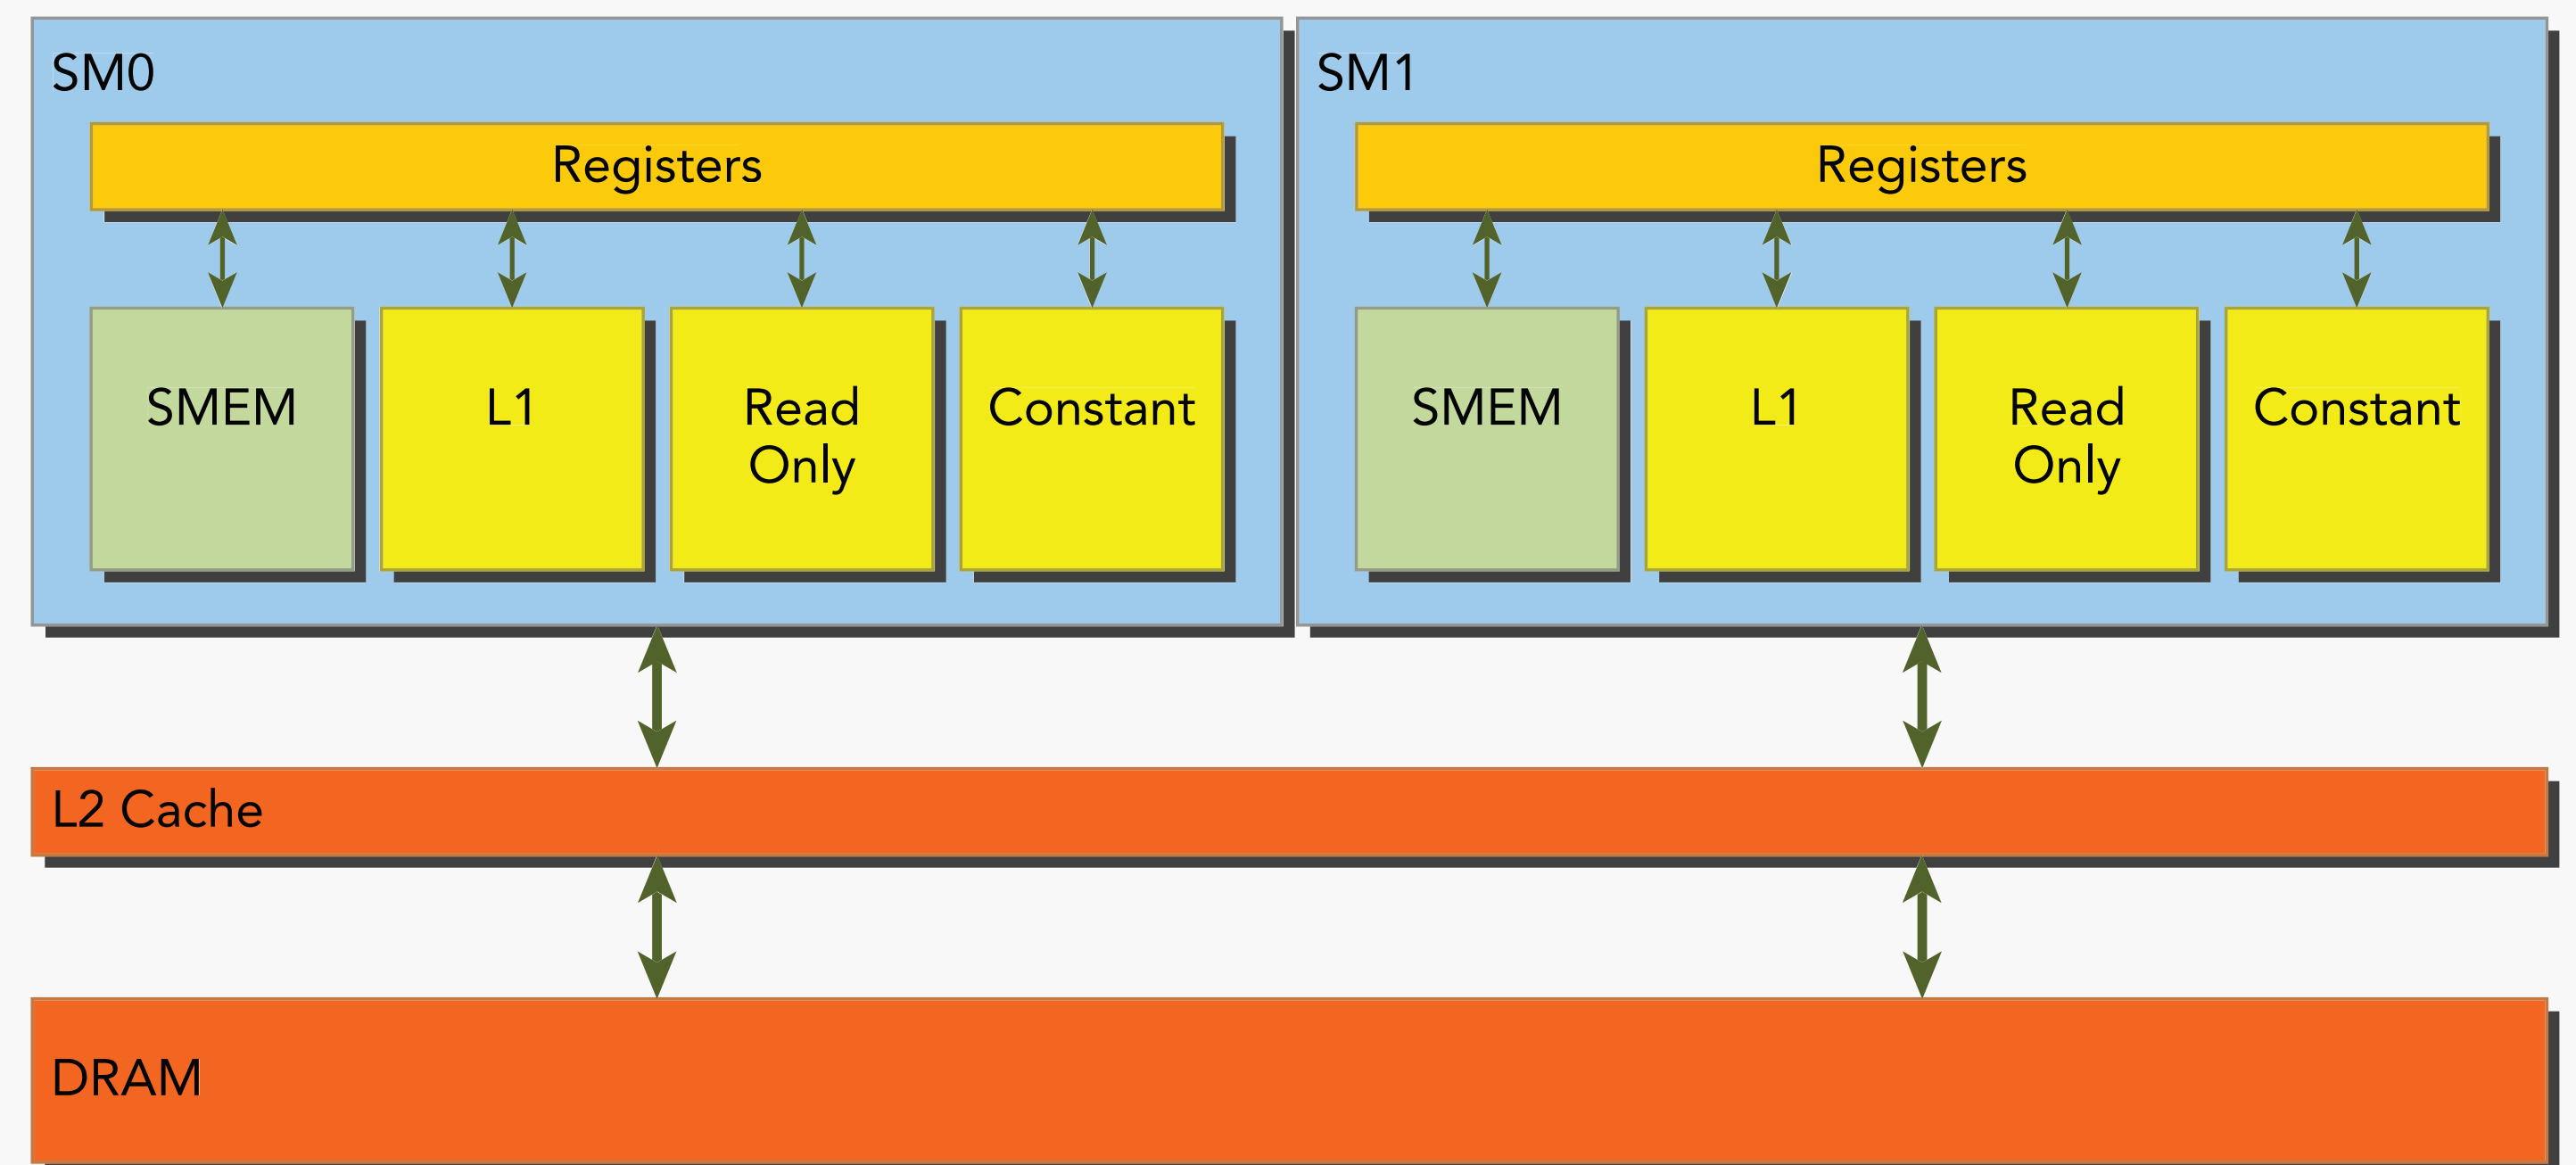 SM0
Registers
SMEM
L1
Read
Only
Constant
SM1
Registers
SMEM
L1
Read
Only
Constant
L2 Cache
DRAM